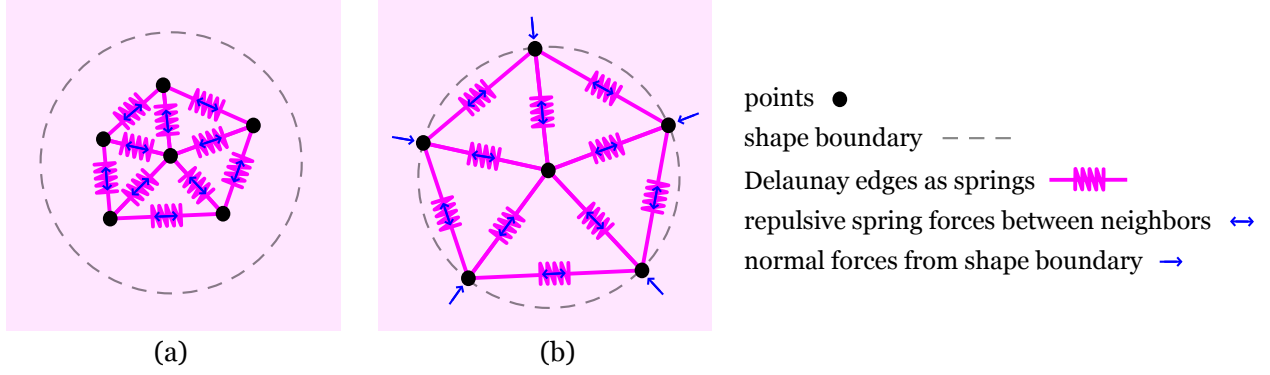 points
shape boundary
Delaunay edges as springs
repulsive spring forces between neighbors
normal forces from shape boundary
(a)
(b)